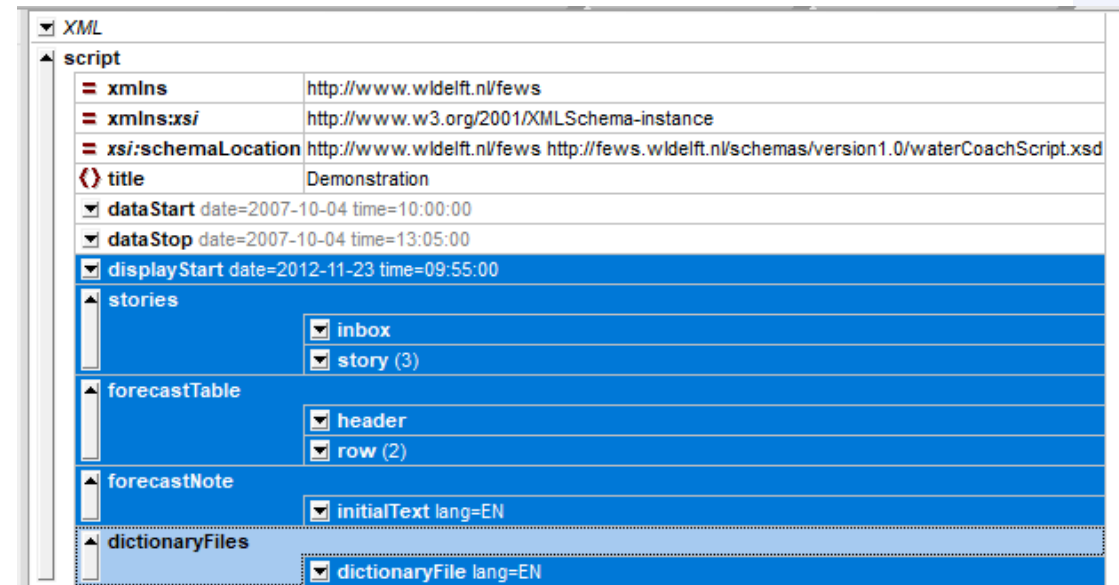 XML
script
= xmlns http://www.wldelft.nl/fews
= xmlns:xsi http://www.w3.org/2001/XMLSchema-instance
= xsi:schemaLocation http://www.wldelft.nl/fews http://fews.wldelft.nl/schemas/version1.0/waterCoachScript.xsd
<> title Demonstration
dataStart date=2007-10-04 time=10:00:00
dataStop date=2007-10-04 time=13:05:00
displayStart date=2012-11-23 time=09:55:00
stories
inbox
story (3)
forecastTable
header
row (2)
forecastNote
initialText lang=EN
dictionaryFiles
dictionaryFile lang=EN